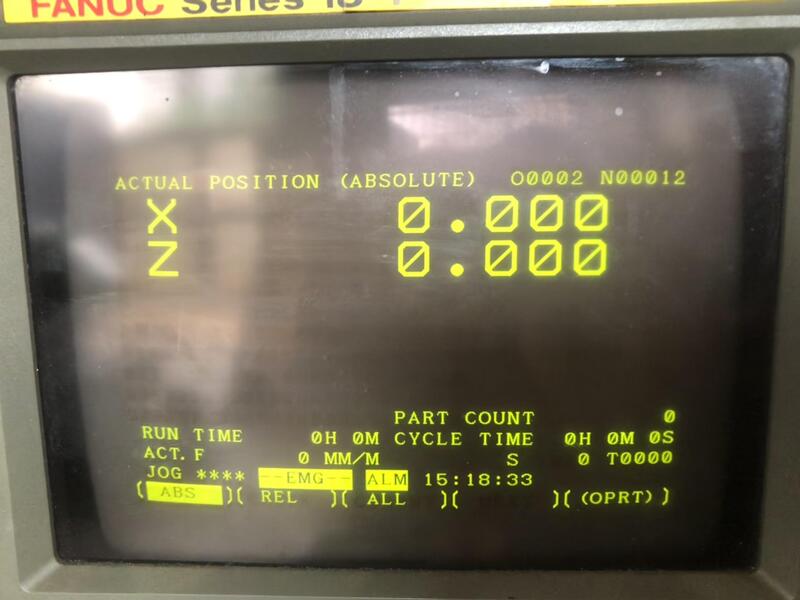 FANUC Series 18
ACTUAL POSITION (ABSOLUTE) O0002 N00012
X 0.000
Z 0.000
PART COUNT 0
RUN TIME 0H 0M CYCLE TIME 0H 0M 0S
ACT.F 0 MM/M S 0 T0000
JOG **** --EMG-- ALM 15:18:33
( ABS )( REL )( ALL )( )( (OPRT) )